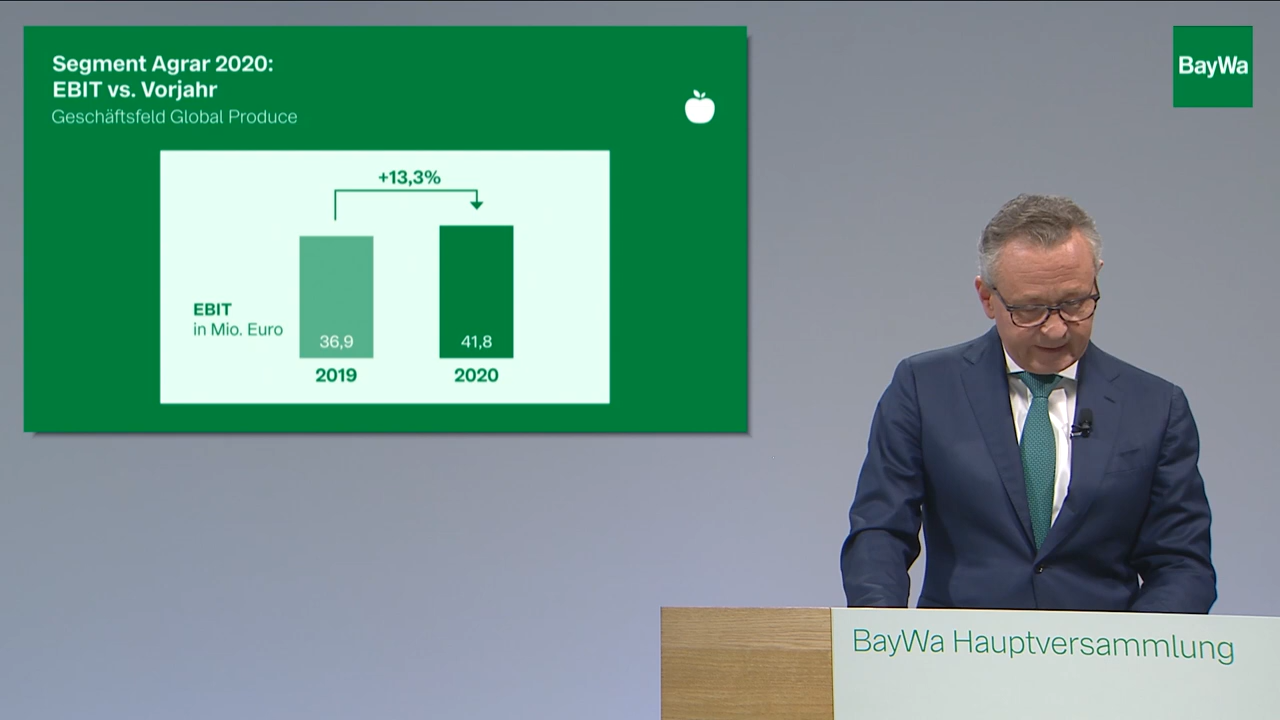 Segment Agrar 2020:
EBIT vs. Vorjahr
Geschäftsfeld Global Produce
+13,3%
EBIT
in Mio. Euro
36,9
41,8
2019
2020
BayWa
BayWa Hauptversammlung